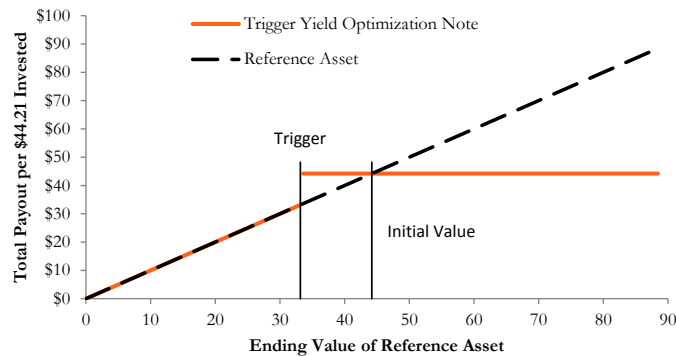 $100
$90
$80
$70
$60
$50
$40
$30
$20
$10
$0
Total Payout per $44.21 Invested
Trigger Yield Optimization Note
Reference Asset
Trigger
Initial Value
0 10 20 30 40 50 60 70 80 90
Ending Value of Reference Asset